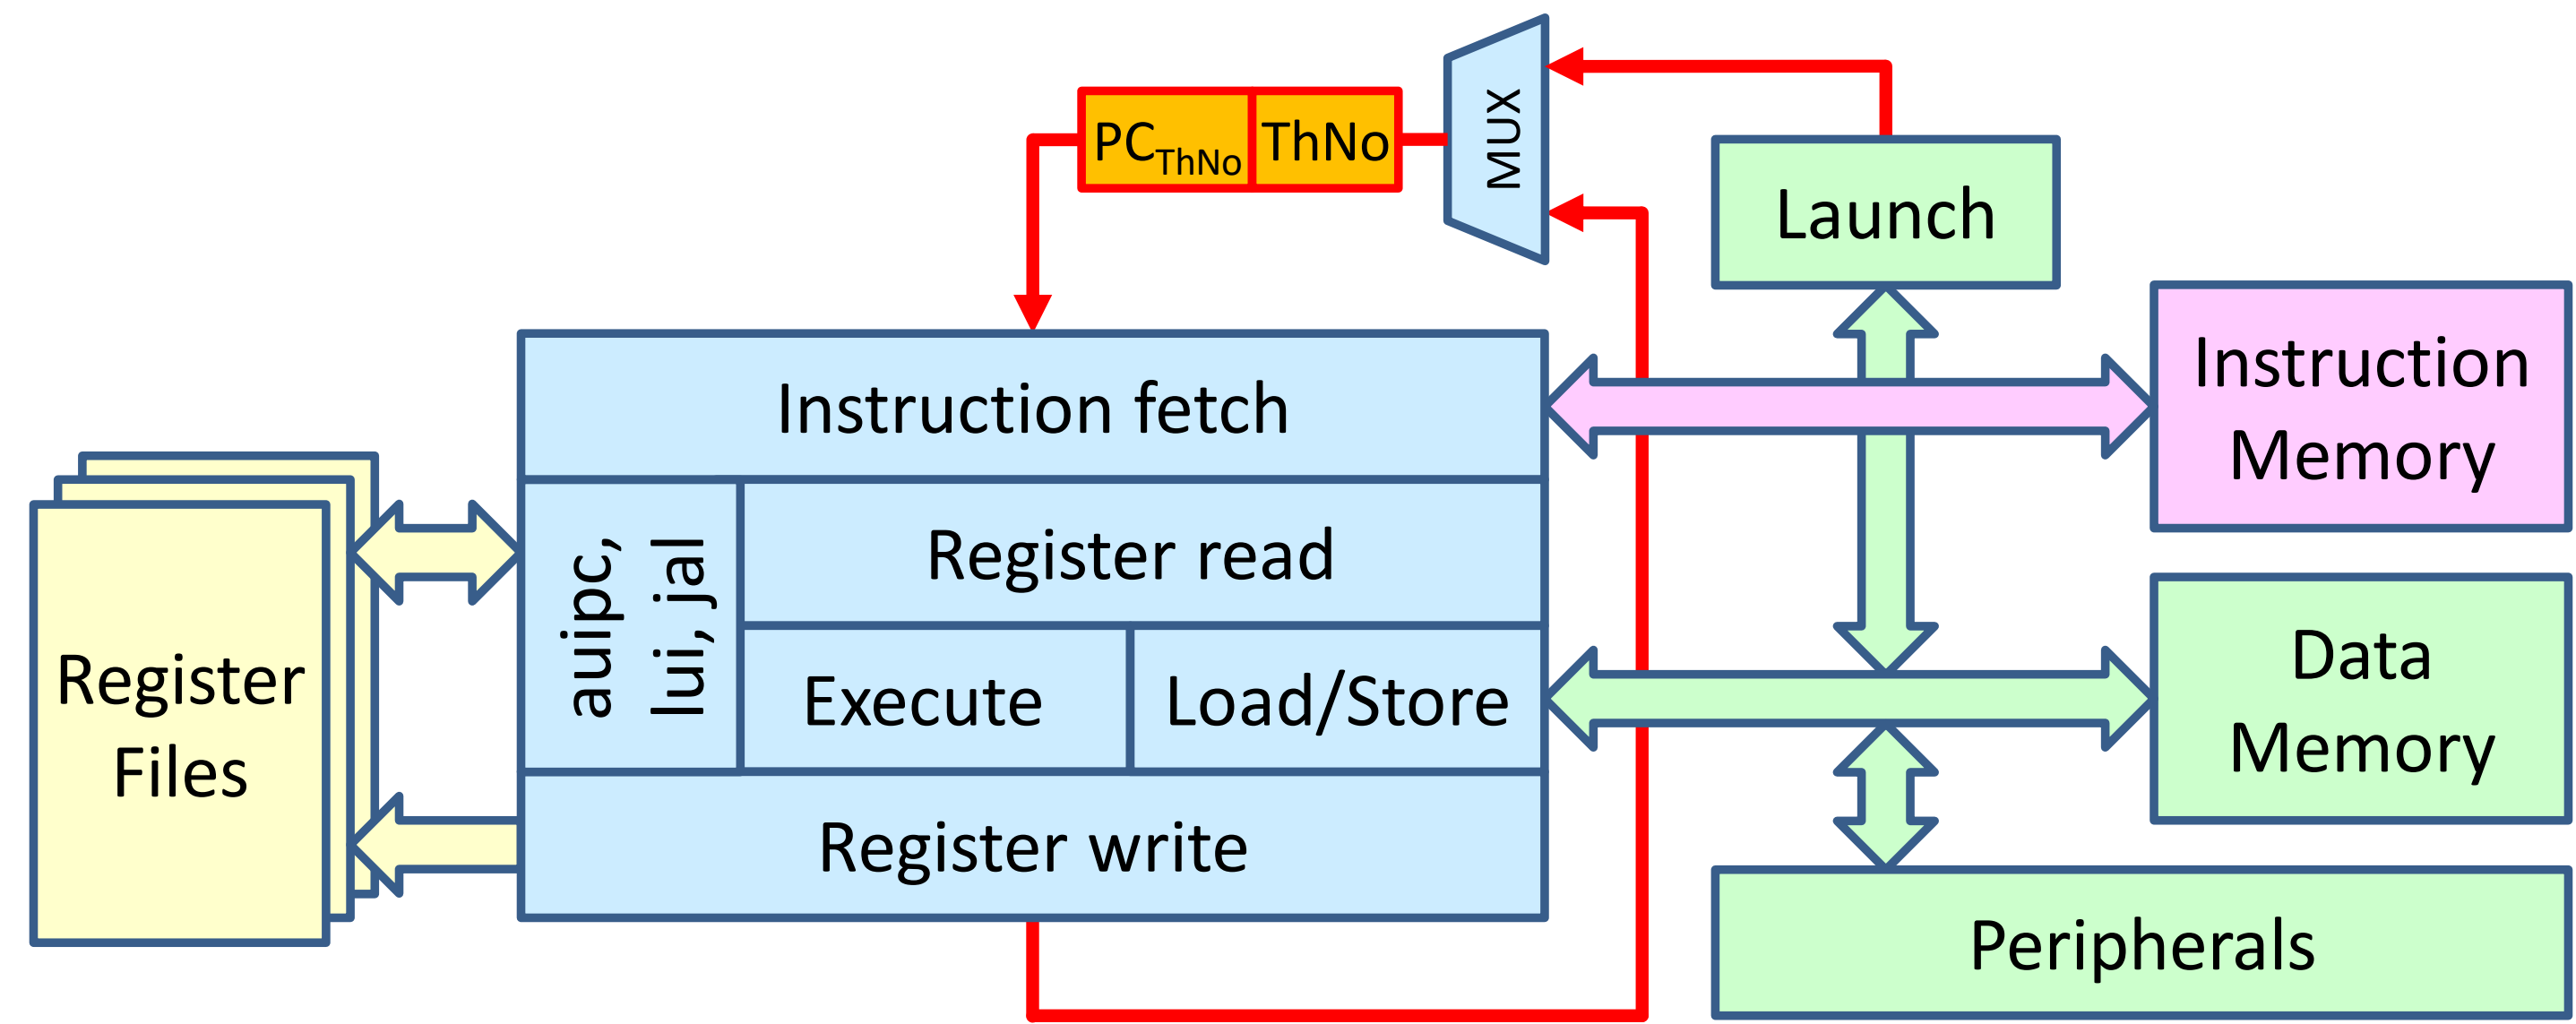 MUX
PCThNo
ThNo
Launch
Instruction
Memory
Instruction fetch
auipc,
lui, jal
Register read
Execute
Load/Store
Register write
Register
Files
Data
Memory
Peripherals